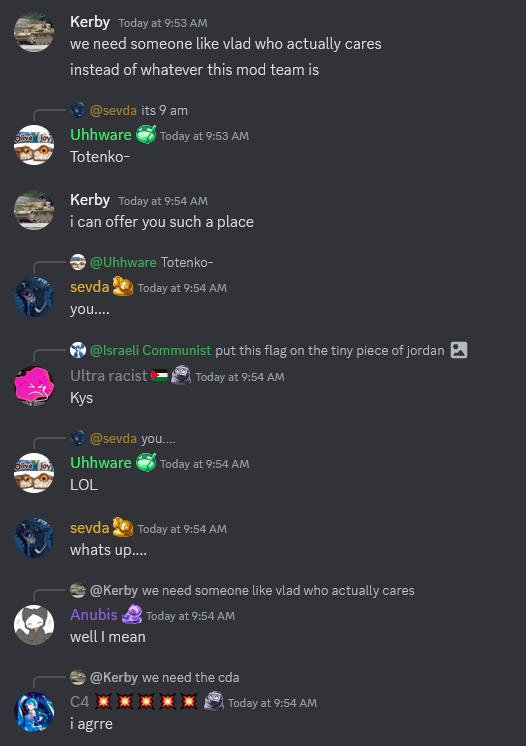 Kerby Today at 9:53 AM
we need someone like vlad who actually cares
instead of whatever this mod team is
@sevda its 9 am
Uhhware Today at 9:53 AM
Totenko-
Kerby Today at 9:54 AM
i can offer you such a place
@Uhhware Totenko-
sevda Today at 9:54 AM
you....
@Israeli Communist put this flag on the tiny piece of jordan
Ultra racist Today at 9:54 AM
Kys
@sevda you....
Uhhware Today at 9:54 AM
LOL
sevda Today at 9:54 AM
whats up....
@Kerby we need someone like vlad who actually cares
Anubis Today at 9:54 AM
well I mean
@Kerby we need the cda
C4 Today at 9:54 AM
i agrre